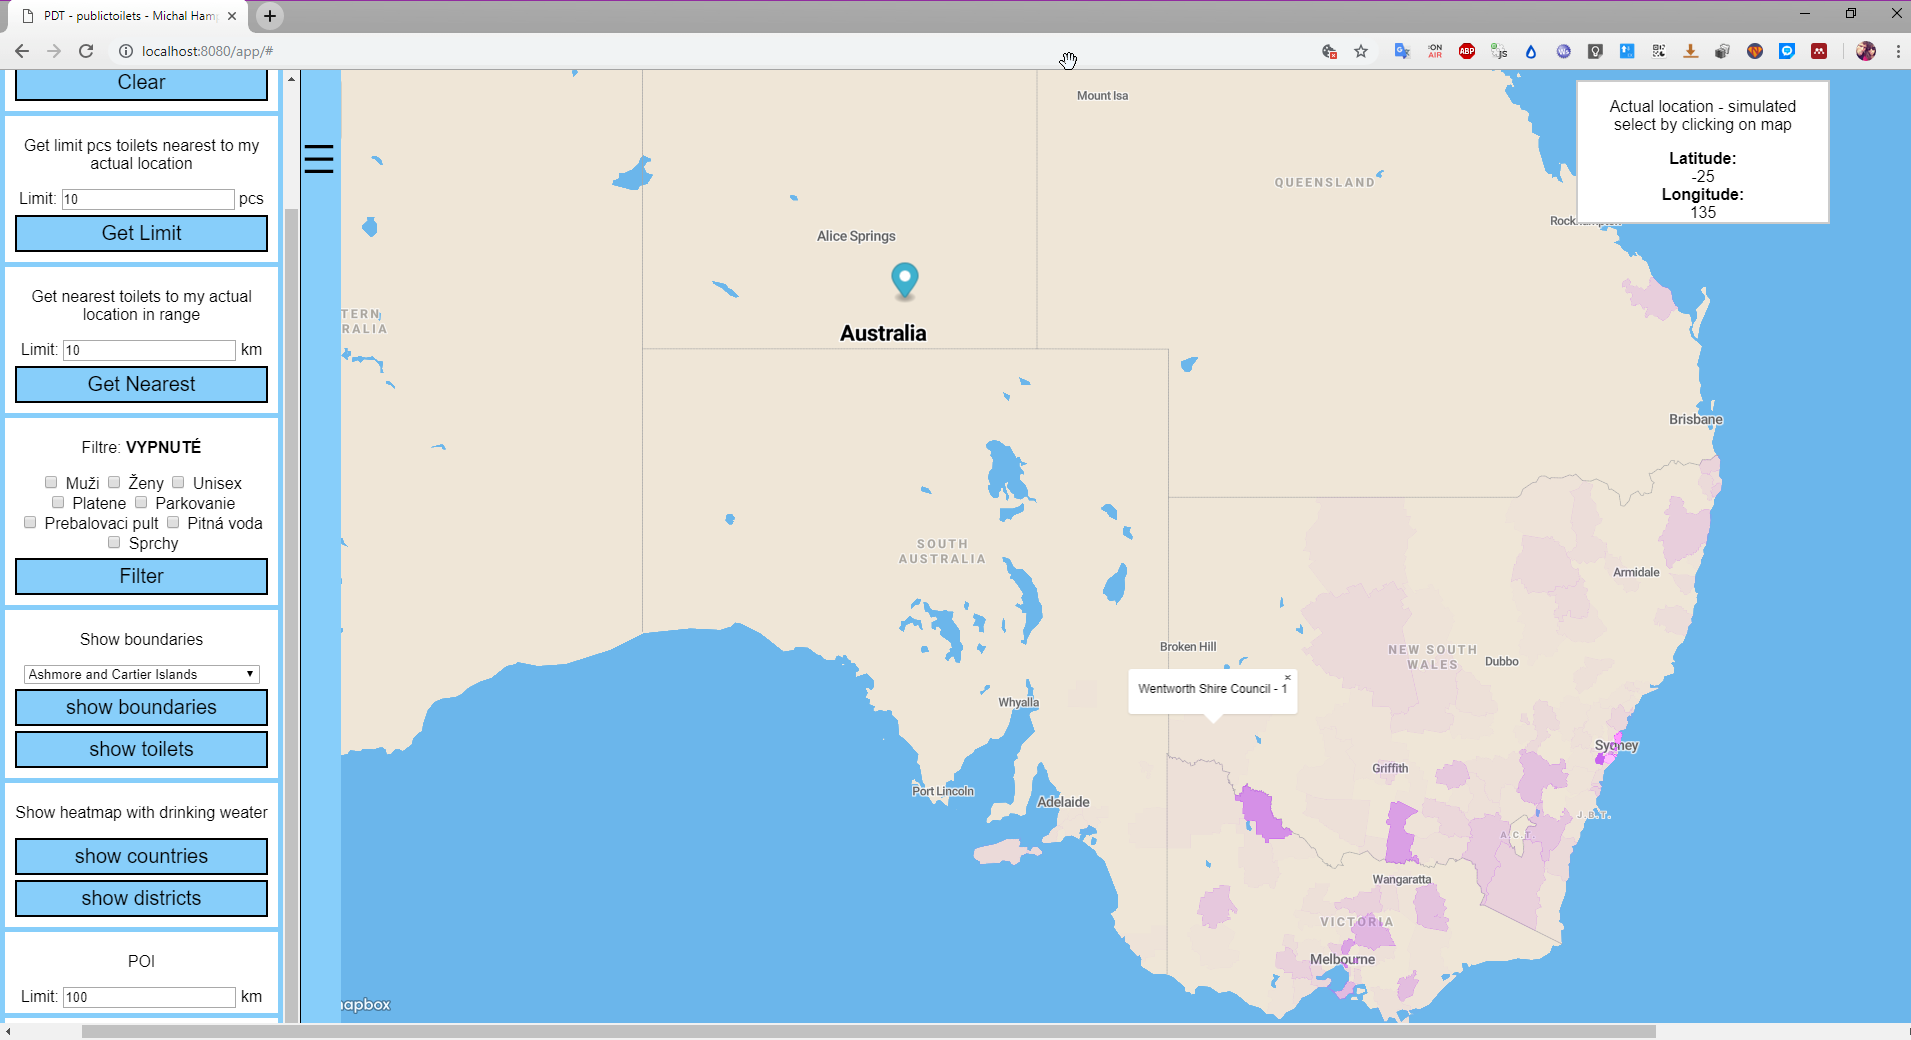 PDT - publictoilets - Michal Ham
localhost:8080/app/#
Clear
Get limit pcs toilets nearest to my
actual location
Limit: 10 pcs
Get Limit
Get nearest toilets to my actual
location in range
Limit: 10 km
Get Nearest
Filtre: VYPNUTÉ
Muži Ženy Unisex
Platene Parkovanie
Prebalovaci pult Pitná voda
Sprchy
Filter
Show boundaries
Ashmore and Cartier Islands
show boundaries
show toilets
Show heatmap with drinking weater
show countries
show districts
POI
Limit: 100 km
Actual location - simulated
select by clicking on map
Latitude:
-25
Longitude:
135
Mount Isa
QUEENSLAND
Alice Springs
TERN
RALIA
Australia
Brisbane
SOUTH
AUSTRALIA
Armidale
Broken Hill
NEW SOUTH
WALES
Dubbo
Wentworth Shire Council - 1
×
Whyalla
Sydney
Griffith
Port Lincoln
Adelaide
J.B.T.
A.C.T.
Wangaratta
VICTORIA
Melbourne
mapbox